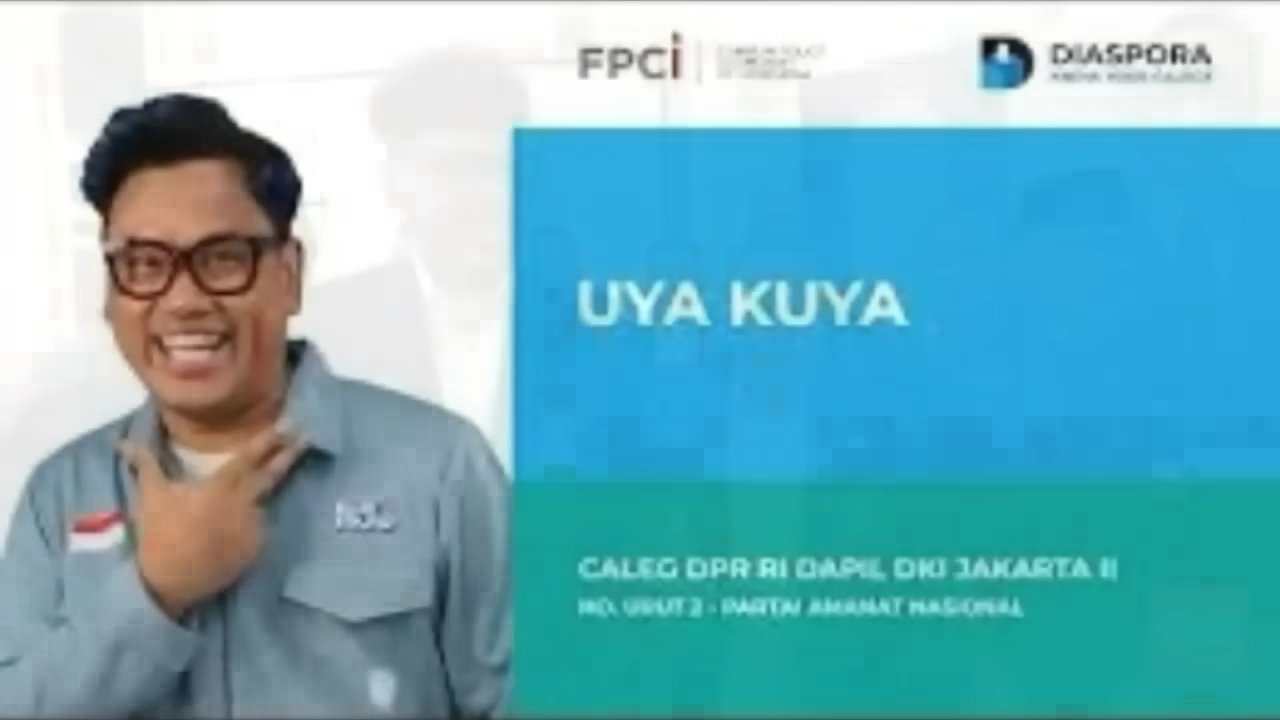 FPCi
DIASPORA
UYA KUYA
CALEG DPR RI DAPIL DKI JAKARTA II
NO. URUT 2 - PARTAI AMANAT NASIONAL